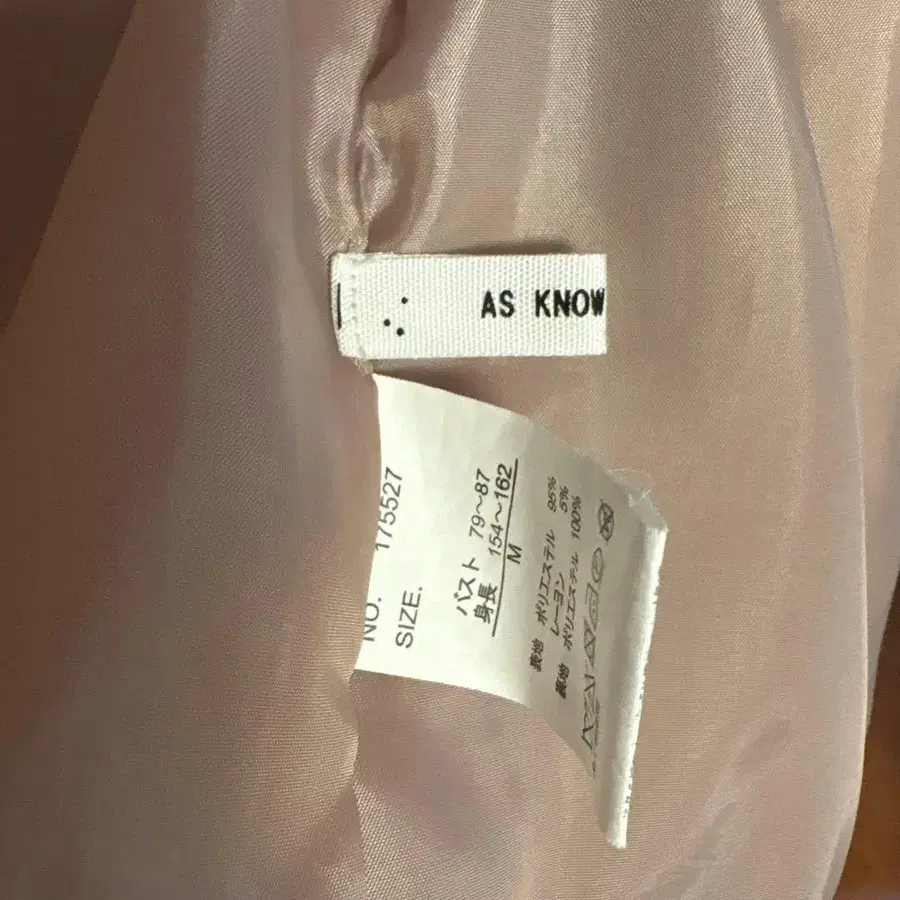 AS KNOW
NO. 175527
SIZE.
バスト 79～87
身長 154～162
M
表地 ポリエステル 95%
レーヨン 5%
裏地 ポリエステル 100%